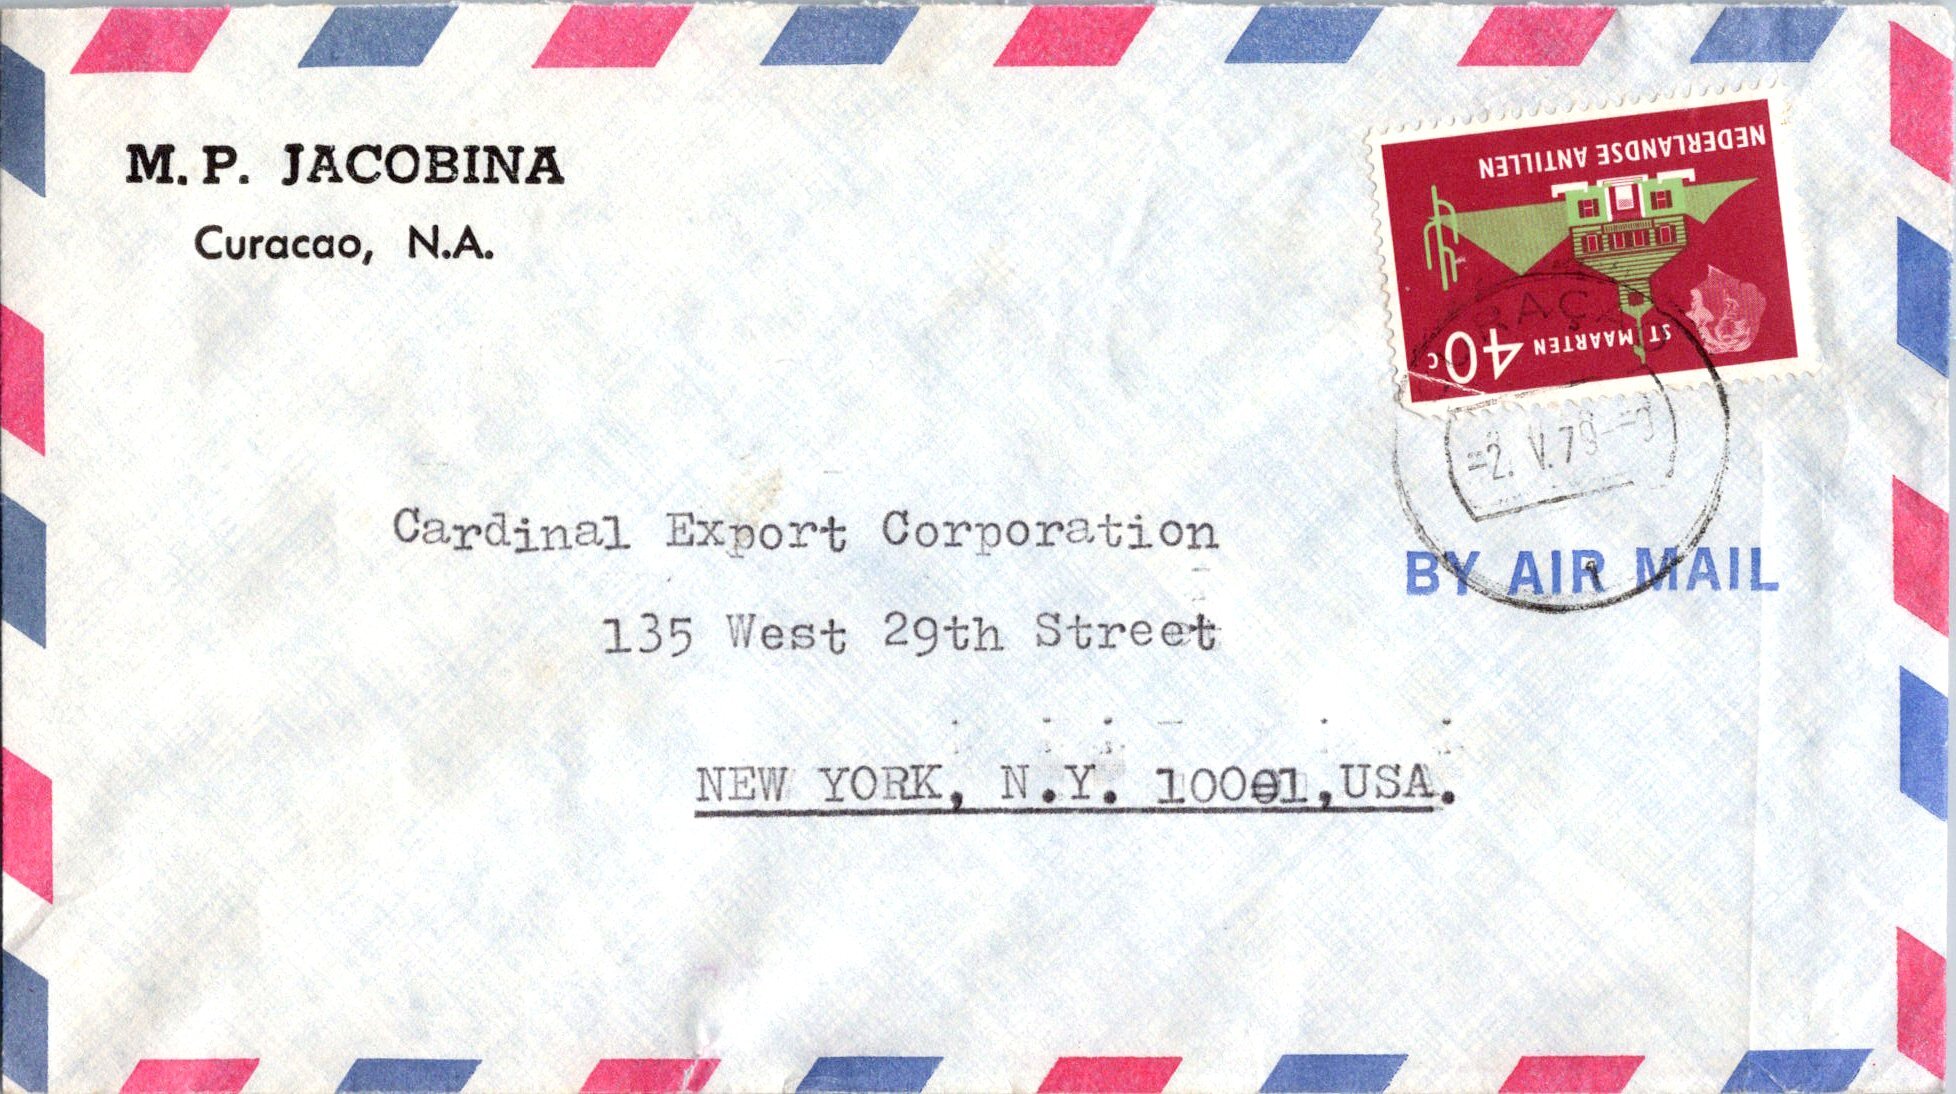 M. P. JACOBINA
Curacao, N.A.
NEDERLANDSE ANTILLEN
ST. MAARTEN 40 c
-2. V. 79
Cardinal Export Corporation
BY AIR MAIL
135 West 29th Street
NEW YORK, N.Y. 10001, USA.